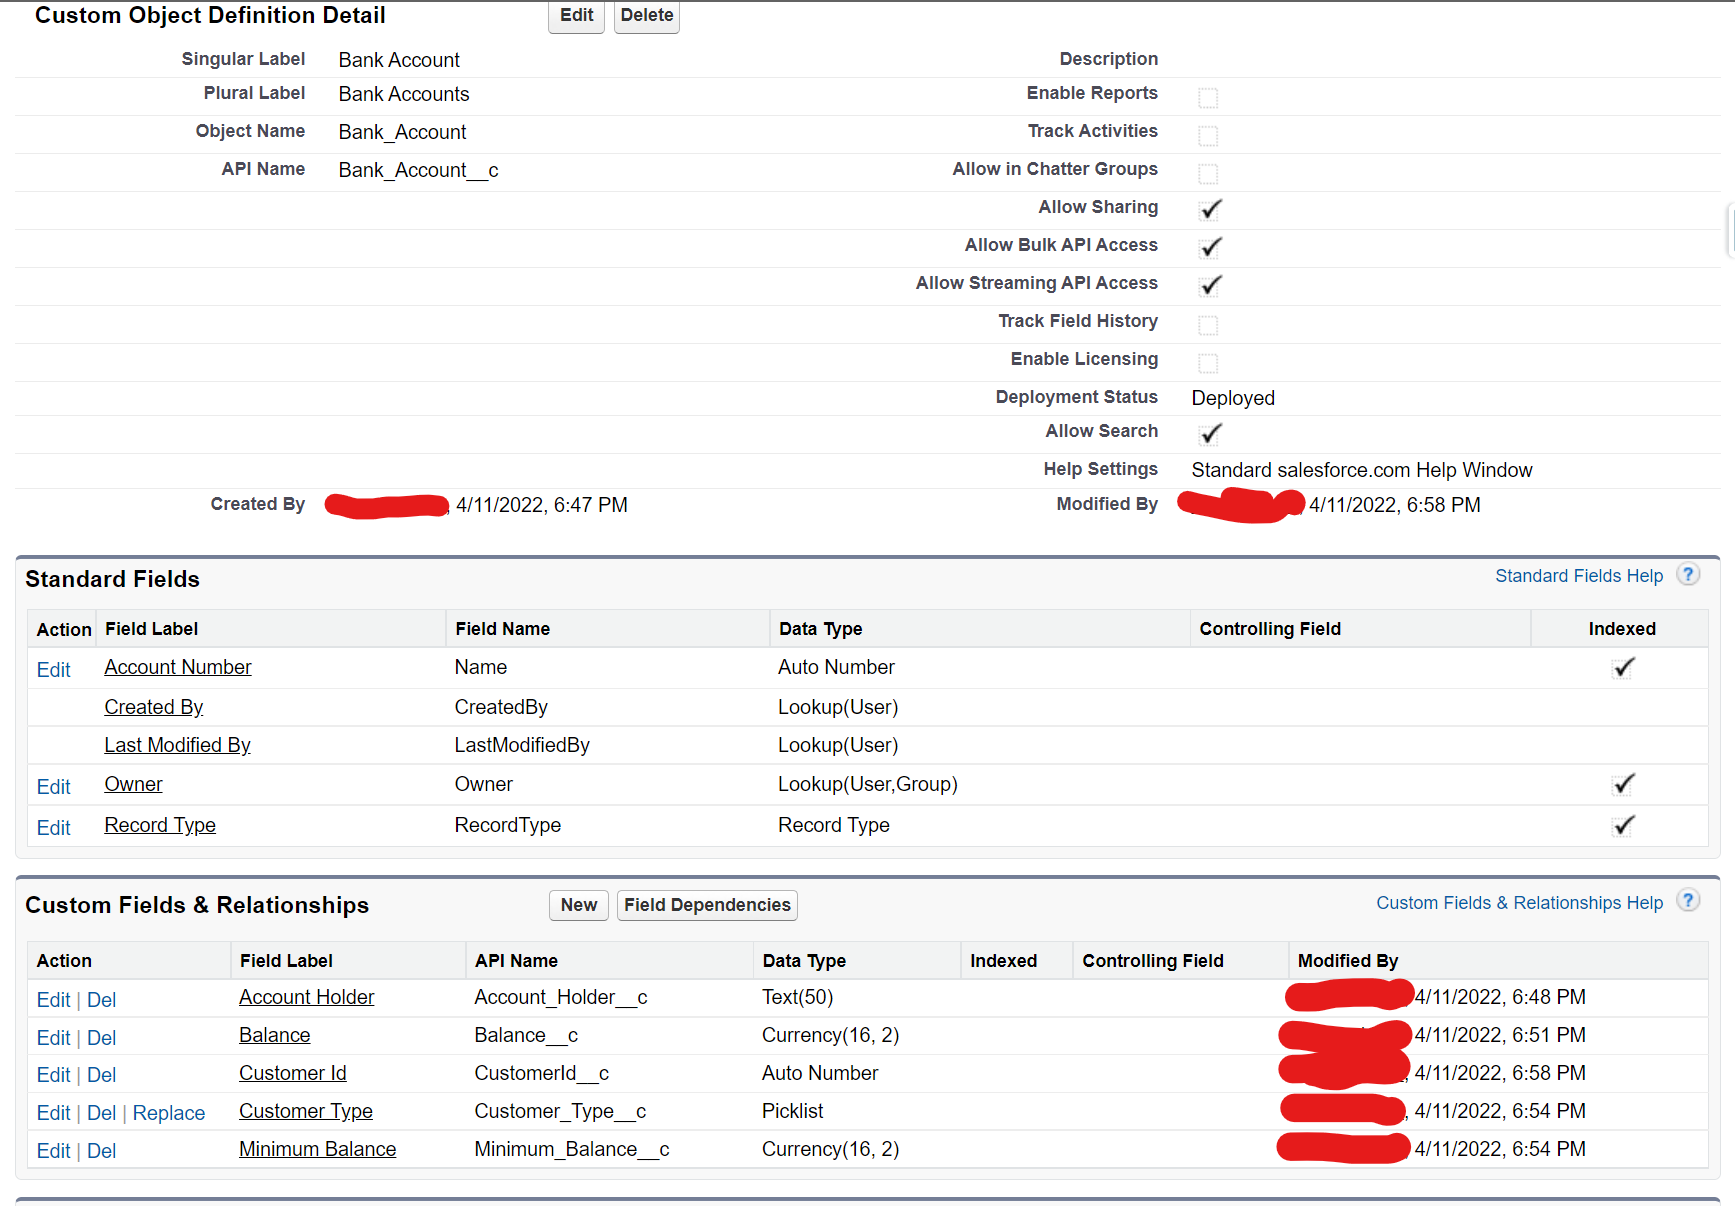 Custom Object Definition Detail Edit Delete
Singular Label Bank Account Description
Plural Label Bank Accounts Enable Reports
Object Name Bank_Account Track Activities
API Name Bank_Account__c Allow in Chatter Groups
Allow Sharing
Allow Bulk API Access
Allow Streaming API Access
Track Field History
Enable Licensing
Deployment Status Deployed
Allow Search
Help Settings Standard salesforce.com Help Window
Created By , 4/11/2022, 6:47 PM Modified By , 4/11/2022, 6:58 PM
Standard Fields Standard Fields Help ?
Action Field Label Field Name Data Type Controlling Field Indexed
Edit Account Number Name Auto Number
Created By CreatedBy Lookup(User)
Last Modified By LastModifiedBy Lookup(User)
Edit Owner Owner Lookup(User,Group)
Edit Record Type RecordType Record Type
Custom Fields & Relationships New Field Dependencies Custom Fields & Relationships Help ?
Action Field Label API Name Data Type Indexed Controlling Field Modified By
Edit | Del Account Holder Account_Holder__c Text(50) 4/11/2022, 6:48 PM
Edit | Del Balance Balance__c Currency(16, 2) 4/11/2022, 6:51 PM
Edit | Del Customer Id CustomerId__c Auto Number , 4/11/2022, 6:58 PM
Edit | Del | Replace Customer Type Customer_Type__c Picklist , 4/11/2022, 6:54 PM
Edit | Del Minimum Balance Minimum_Balance__c Currency(16, 2) 4/11/2022, 6:54 PM